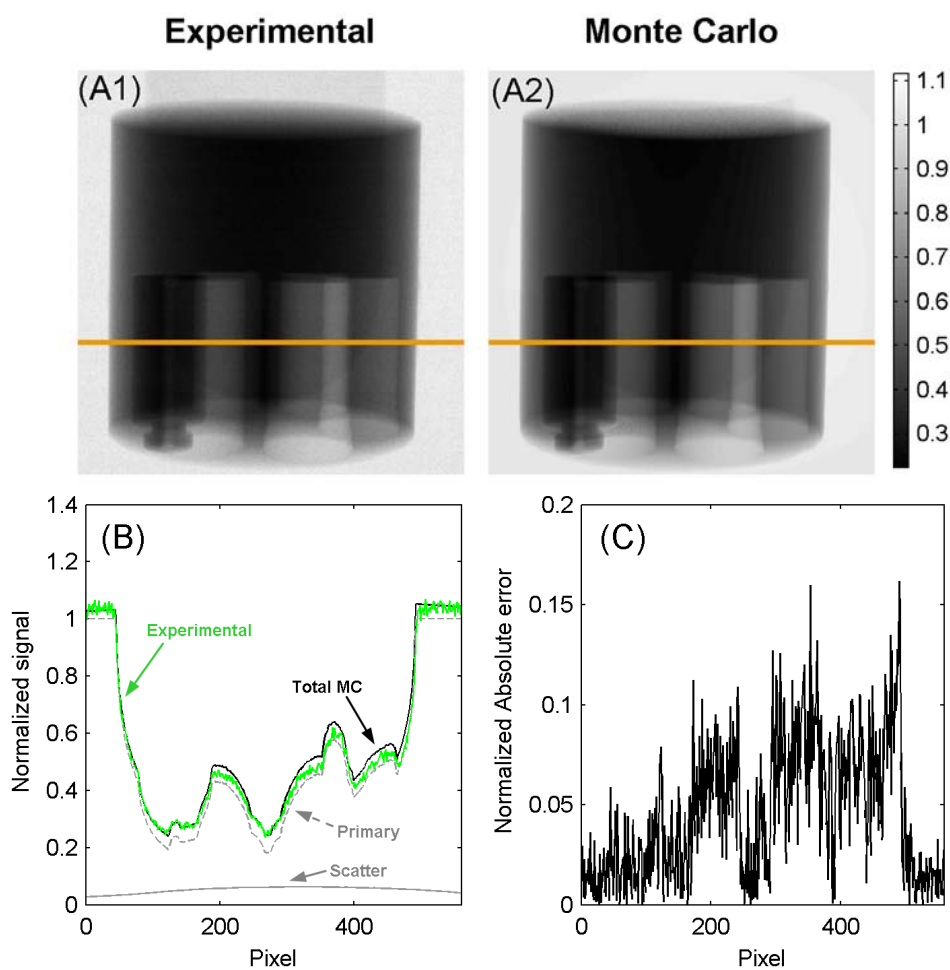 Experimental
Monte Carlo
(A1)
(A2)
1.1
1
0.9
0.8
0.7
0.6
0.5
0.4
0.3
(B)
1.4
1.2
1
0.8
0.6
0.4
0.2
0
Normalized signal
Experimental
Total MC
Primary
Scatter
0
200
400
Pixel
(C)
0.2
0.15
0.1
0.05
0
Normalized Absolute error
0
200
400
Pixel